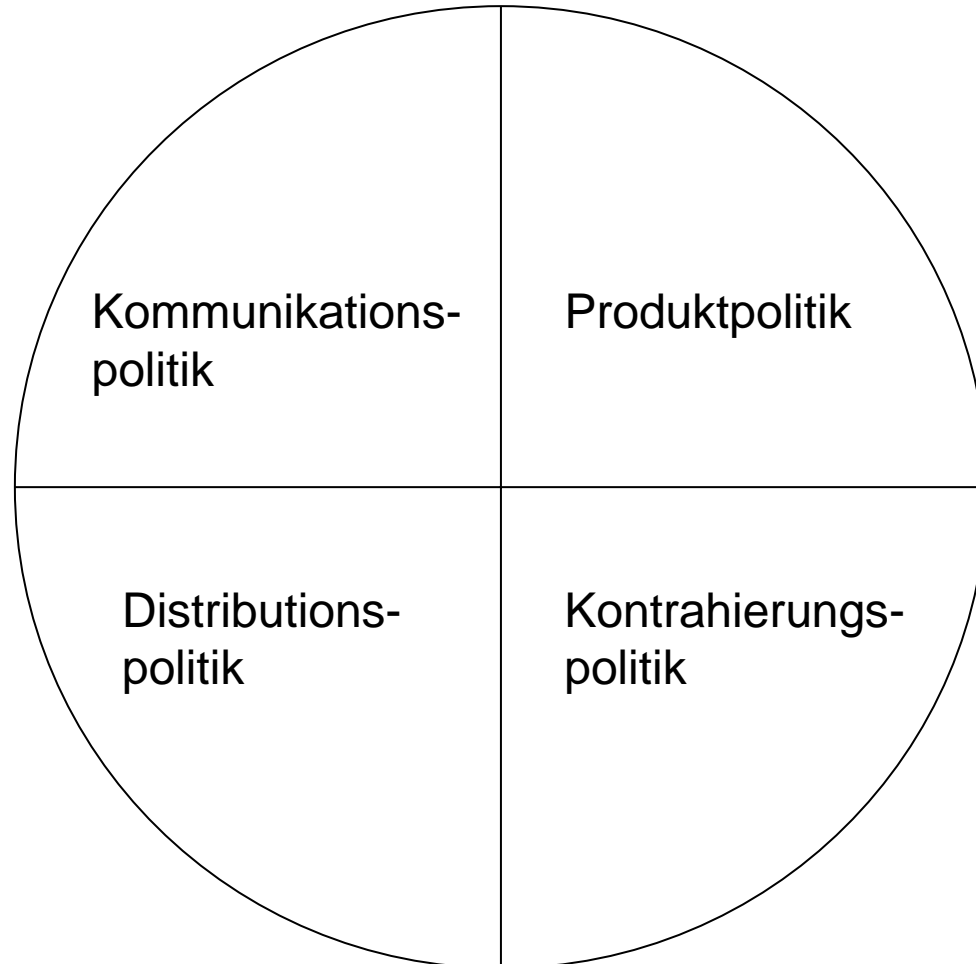 Kommunikations-
politik
Produktpolitik
Distributions-
politik
Kontrahierungs-
politik